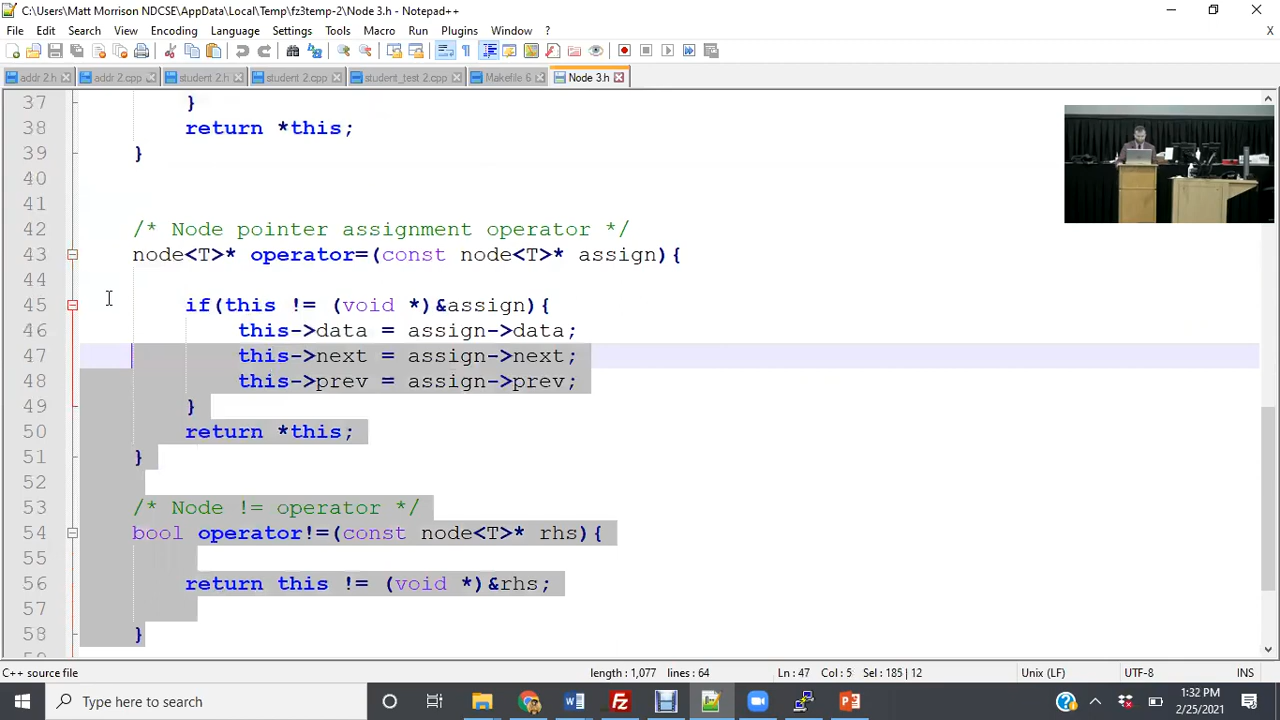 C:\Users\Matt Morrison NDCSE\AppData\Local\Temp\fz3temp-2\Node 3.h - Notepad++
File Edit Search View Encoding Language Settings Tools Macro Run Plugins Window ? X
addr 2.h addr 2.cpp student 2.h student 2.cpp student_test 2.cpp Makefile 6 Node 3.h
37 }
38 return *this;
39 }
40
41
42 /* Node pointer assignment operator */
43 node<T>* operator=(const node<T>* assign){
44
45 if(this != (void *)&assign){
46 this->data = assign->data;
47 this->next = assign->next;
48 this->prev = assign->prev;
49 }
50 return *this;
51 }
52
53 /* Node != operator */
54 bool operator!=(const node<T>* rhs){
55
56 return this != (void *)&rhs;
57
58 }
C++ source file length : 1,077 lines : 64 Ln : 47 Col : 5 Sel : 185 | 12 Unix (LF) UTF-8 INS
Type here to search 1:32 PM
2/25/2021